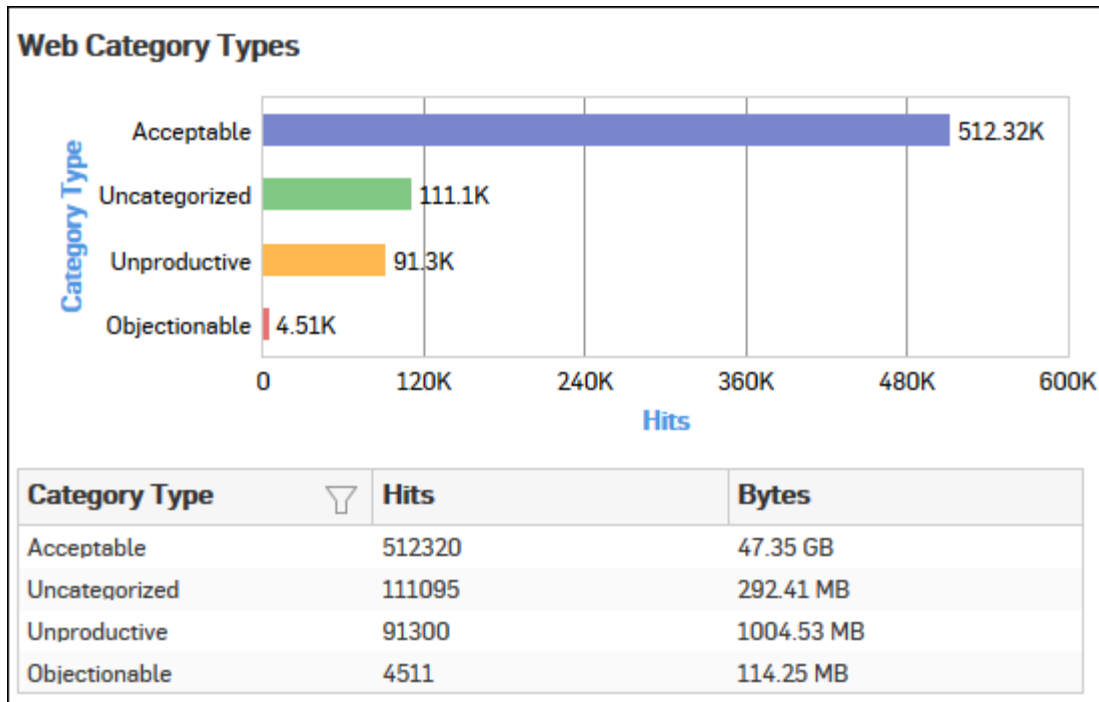 Web Category Types
Category Type
Acceptable 512.32K
Uncategorized 111.1K
Unproductive 91.3K
Objectionable 4.51K
0 120K 240K 360K 480K 600K
Hits
Category Type Hits Bytes
Acceptable 512320 47.35 GB
Uncategorized 111095 292.41 MB
Unproductive 91300 1004.53 MB
Objectionable 4511 114.25 MB